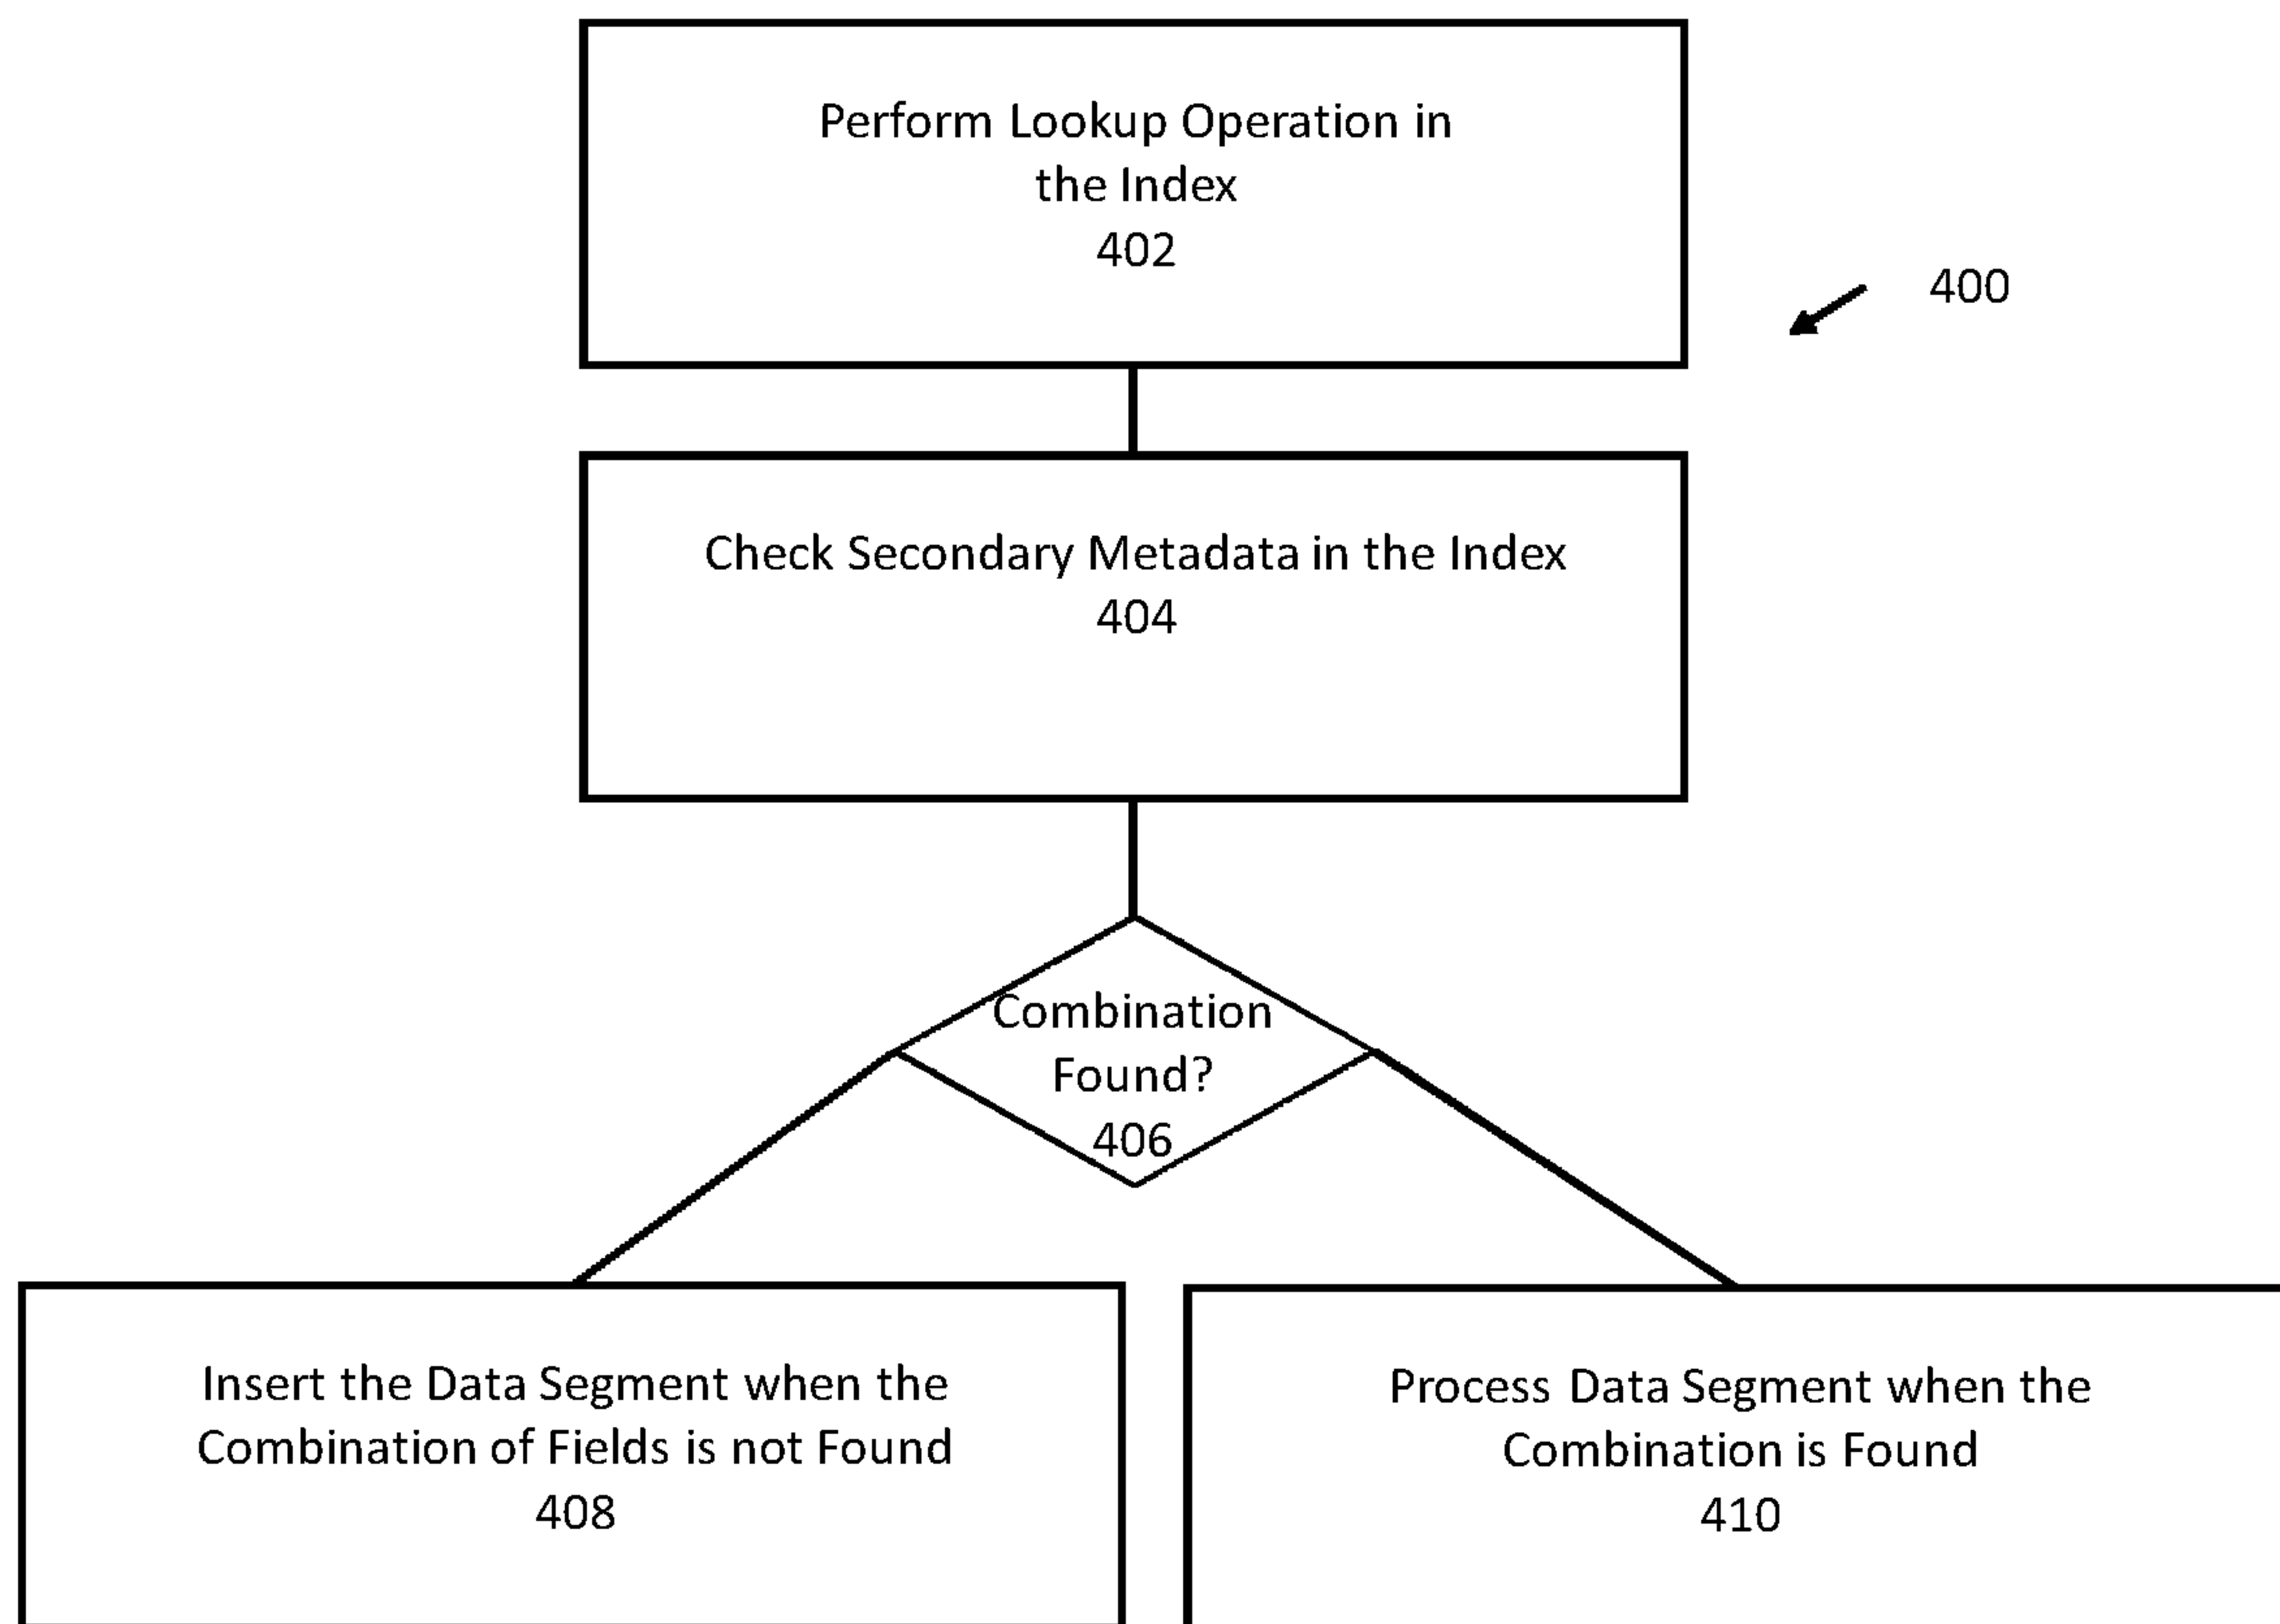 Perform Lookup Operation in
the Index
402
400
Check Secondary Metadata in the Index
404
Combination
Found?
406
Insert the Data Segment when the
Combination of Fields is not Found
408
Process Data Segment when the
Combination is Found
410